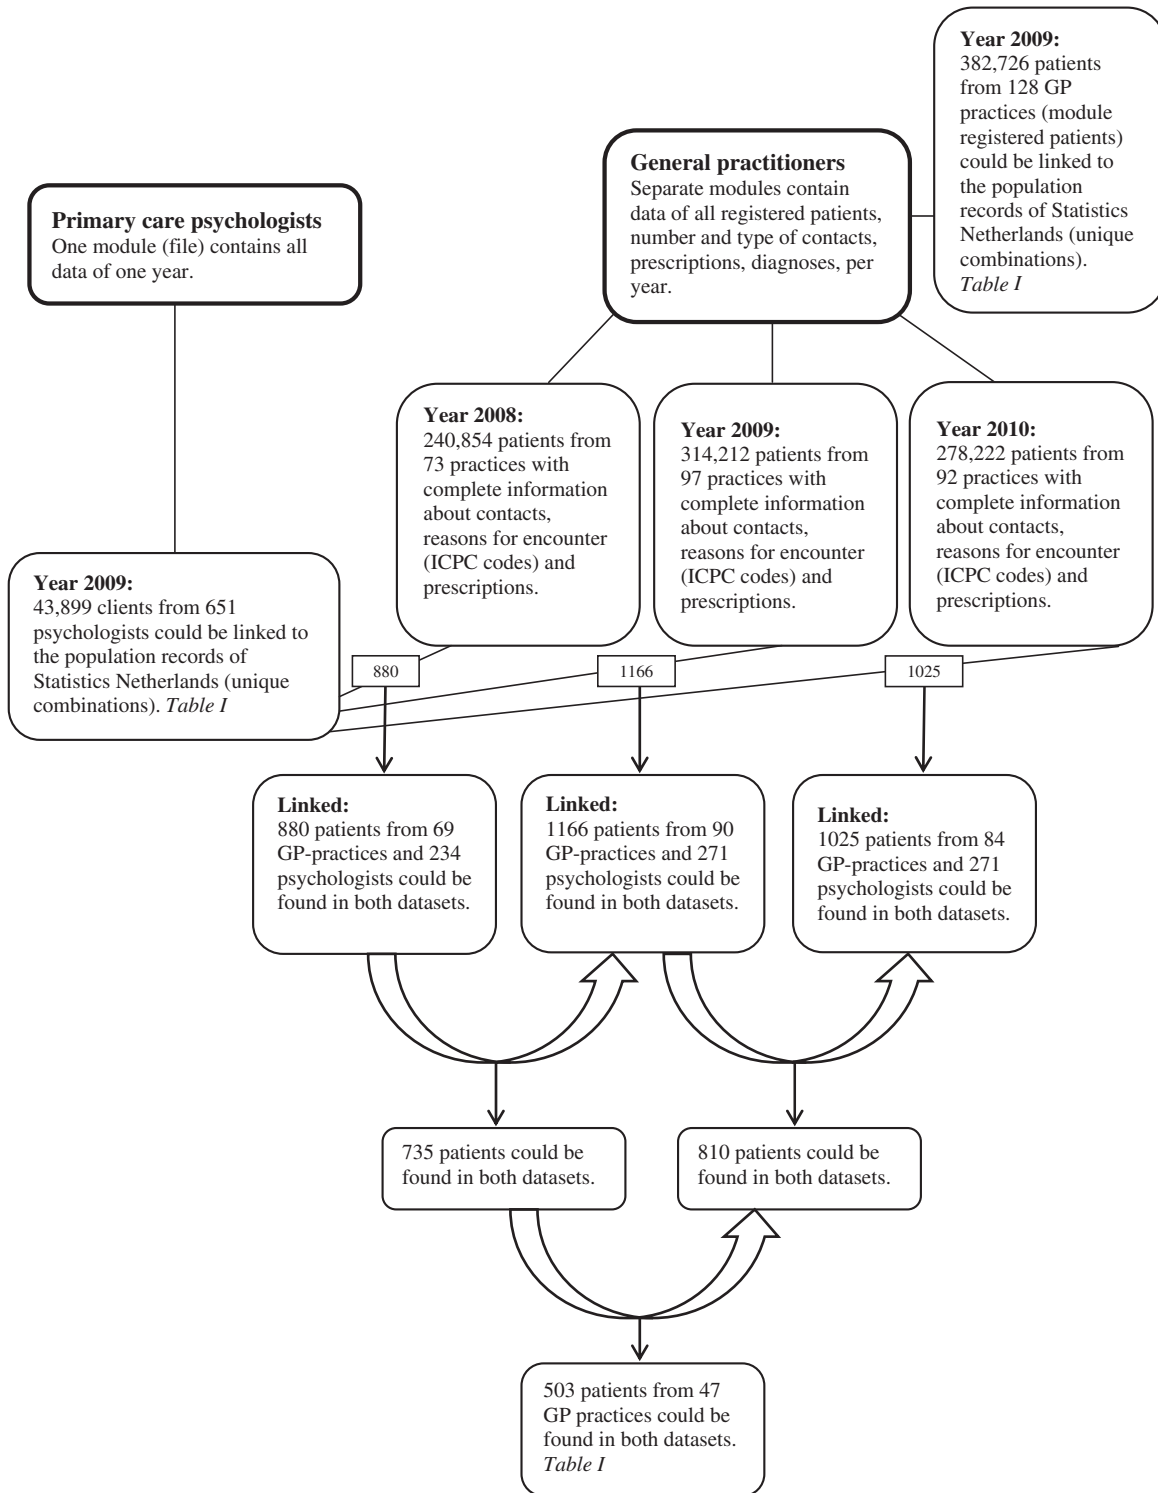 Year 2009:
382,726 patients
from 128 GP
practices (module
registered patients)
could be linked to
the population
records of Statistics
Netherlands (unique
combinations).
Table I
General practitioners
Separate modules contain
data of all registered patients,
number and type of contacts,
prescriptions, diagnoses, per
year.
Primary care psychologists
One module (file) contains all
data of one year.
Year 2008:
240,854 patients from
73 practices with
complete information
about contacts,
reasons for encounter
(ICPC codes) and
prescriptions.
Year 2009:
314,212 patients from
97 practices with
complete information
about contacts,
reasons for encounter
(ICPC codes) and
prescriptions.
Year 2010:
278,222 patients from
92 practices with
complete information
about contacts,
reasons for encounter
(ICPC codes) and
prescriptions.
Year 2009:
43,899 clients from 651
psychologists could be linked to
the population records of
Statistics Netherlands (unique
combinations). Table I
880
1166
1025
Linked:
880 patients from 69
GP-practices and 234
psychologists could be
found in both datasets.
Linked:
1166 patients from 90
GP-practices and 271
psychologists could be
found in both datasets.
Linked:
1025 patients from 84
GP-practices and 271
psychologists could be
found in both datasets.
735 patients could be
found in both datasets.
810 patients could be
found in both datasets.
503 patients from 47
GP practices could be
found in both datasets.
Table I